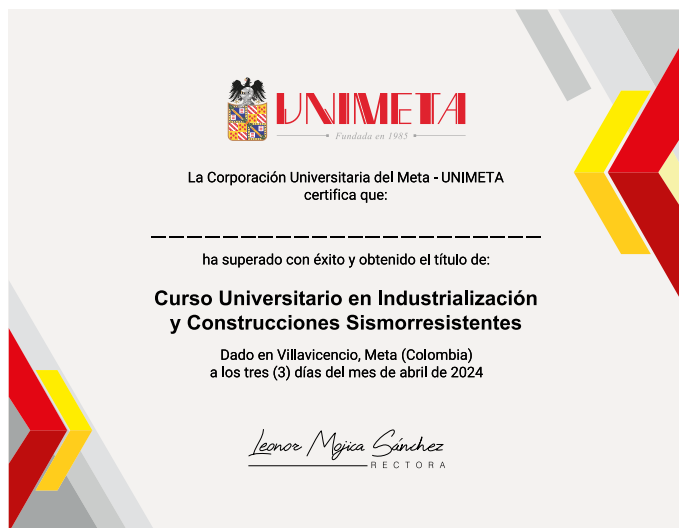 UNIMETA
Fundada en 1985
La Corporación Universitaria del Meta - UNIMETA
certifica que:
ha superado con éxito y obtenido el título de:
Curso Universitario en Industrialización
y Construcciones Sismorresistentes
Dado en Villavicencio, Meta (Colombia)
a los tres (3) días del mes de abril de 2024
Leonor Mojica Sánchez
RECTORA